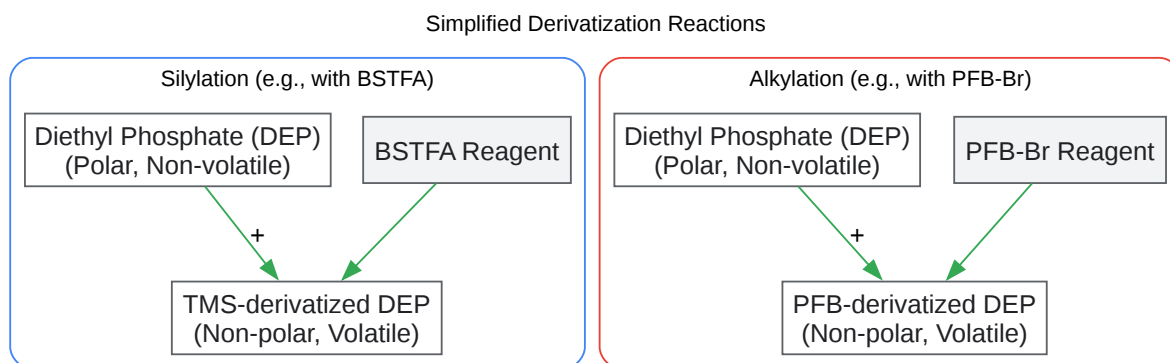 Simplified Derivatization Reactions
Silylation (e.g., with BSTFA)
Diethyl Phosphate (DEP)
(Polar, Non-volatile)
BSTFA Reagent
+
TMS-derivatized DEP
(Non-polar, Volatile)
Alkylation (e.g., with PFB-Br)
Diethyl Phosphate (DEP)
(Polar, Non-volatile)
PFB-Br Reagent
+
PFB-derivatized DEP
(Non-polar, Volatile)